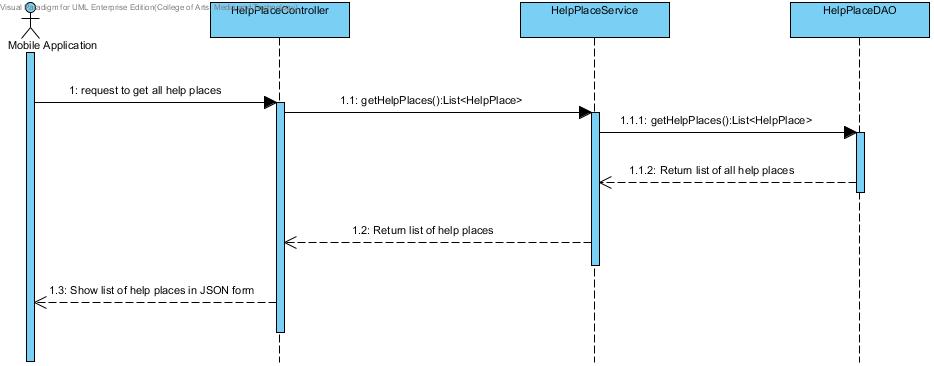 Visual Paradigm for UML Enterprise Edition(College of Arts, Media
HelpPlaceController
HelpPlaceService
HelpPlaceDAO
Mobile Application
1: request to get all help places
1.1: getHelpPlaces():List<HelpPlace>
1.1.1: getHelpPlaces():List<HelpPlace>
1.1.2: Return list of all help places
1.2: Return list of help places
1.3: Show list of help places in JSON form